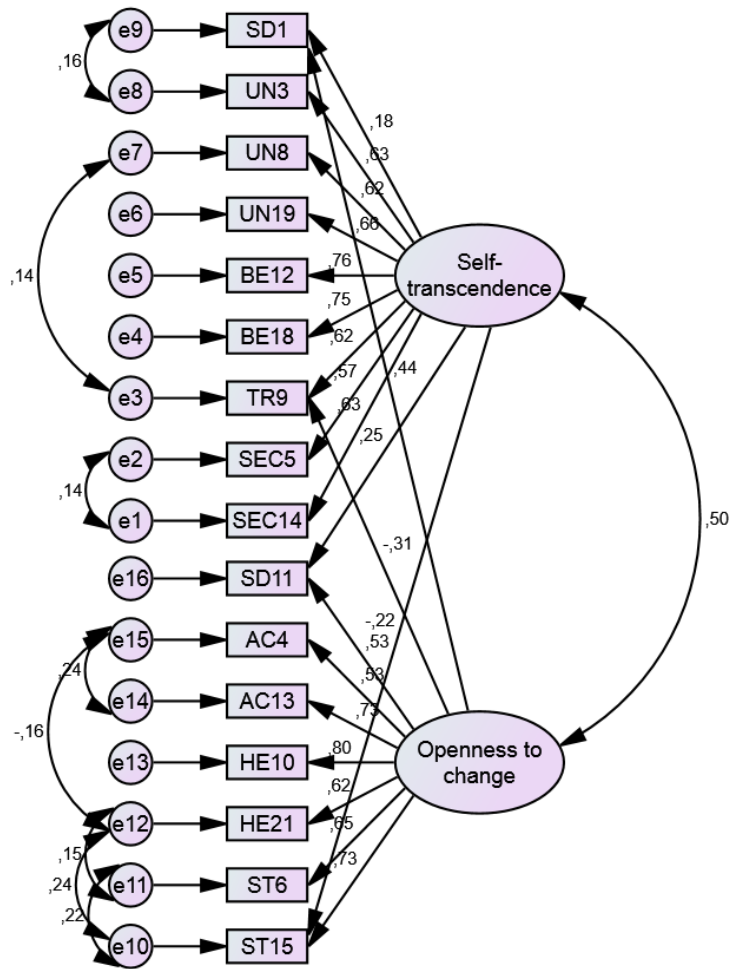 e9
SD1
,16
e8
UN3
,18
e7
UN8
,63
,62
e6
UN19
,66
Self-
transcendence
,14
e5
BE12
,76
,75
e4
BE18
,62
e3
TR9
,57
,44
,63
e2
SEC5
,25
,14
e1
SEC14
,50
-,31
e16
SD11
-,22
,53
e15
AC4
,24
,53
-,16
e14
AC13
,75
Openness to
change
e13
HE10
,80
,62
e12
HE21
,65
,15
,73
,24
e11
ST6
,22
e10
ST15